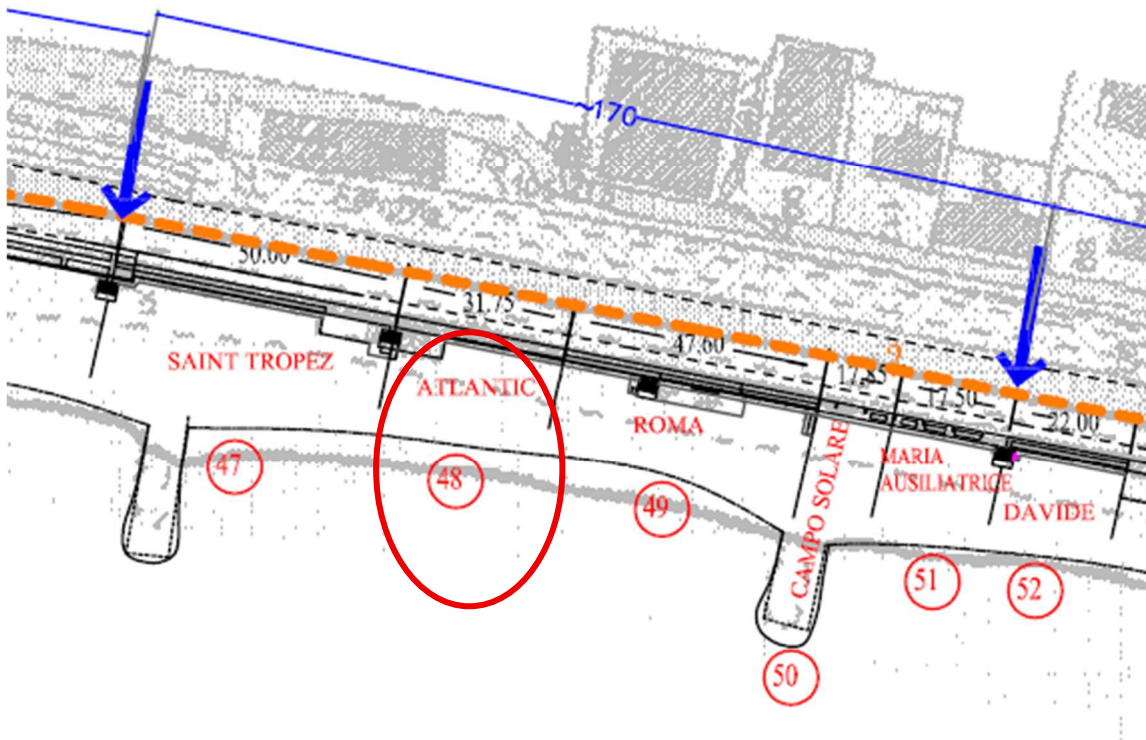 ~170
50.00
31.75
47.60
17.85
17.50
22.00
SAINT TROPEZ
ATLANTIC
ROMA
CAMPO SOLARE
MARIA
AUSILIATRICE
DAVIDE
47
48
49
50
51
52